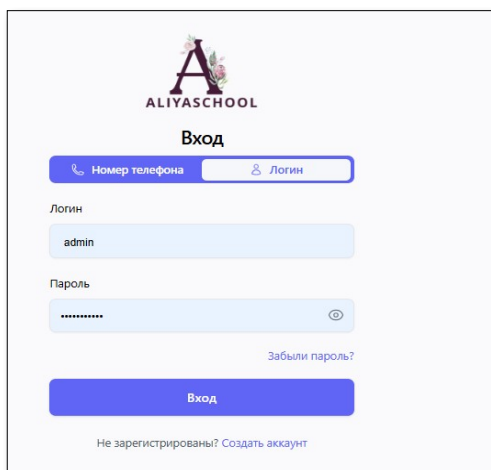 ALIYASCHOOL
Вход
Номер телефона Логин
Логин
admin
Пароль
•••••••••••
Забыли пароль?
Вход
Не зарегистрированы? Создать аккаунт